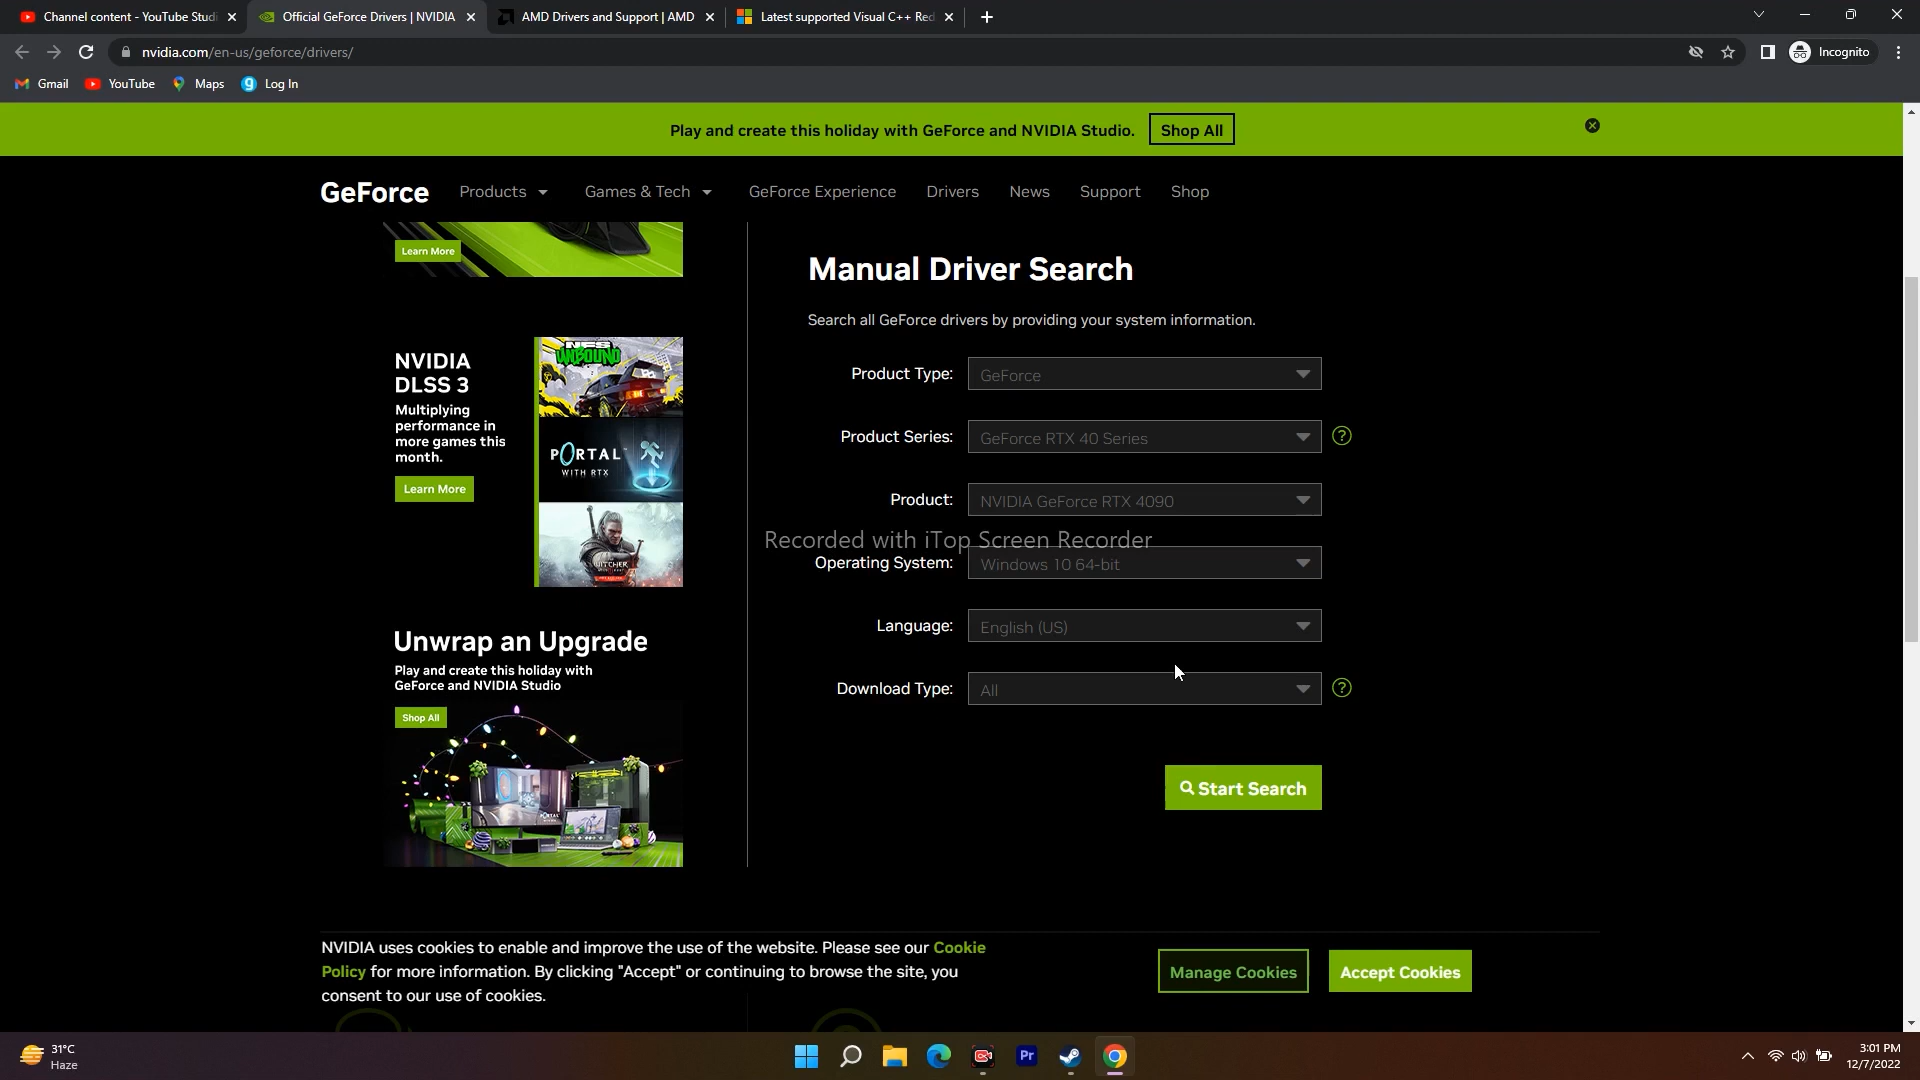 Channel content - YouTube Studi
Official GeForce Drivers | NVIDIA
AMD Drivers and Support | AMD
Latest supported Visual C++ Red
nvidia.com/en-us/geforce/drivers/
Incognito
Gmail
YouTube
Maps
Log In
Play and create this holiday with GeForce and NVIDIA Studio.
Shop All
GeForce
Products
Games & Tech
GeForce Experience
Drivers
News
Support
Shop
Learn More
NVIDIA
DLSS 3
Multiplying
performance in
more games this
month.
Learn More
NFS
UNBOUND
PORTAL
WITH RTX
WITCHER
Unwrap an Upgrade
Play and create this holiday with
GeForce and NVIDIA Studio
Shop All
Manual Driver Search
Search all GeForce drivers by providing your system information.
Product Type:
GeForce
Product Series:
GeForce RTX 40 Series
?
Product:
NVIDIA GeForce RTX 4090
Recorded with iTop Screen Recorder
Operating System:
Windows 10 64-bit
Language:
English (US)
Download Type:
All
?
Start Search
NVIDIA uses cookies to enable and improve the use of the website. Please see our Cookie
Policy for more information. By clicking "Accept" or continuing to browse the site, you
consent to our use of cookies.
Manage Cookies
Accept Cookies
31°C
Haze
Pr
3:01 PM
12/7/2022